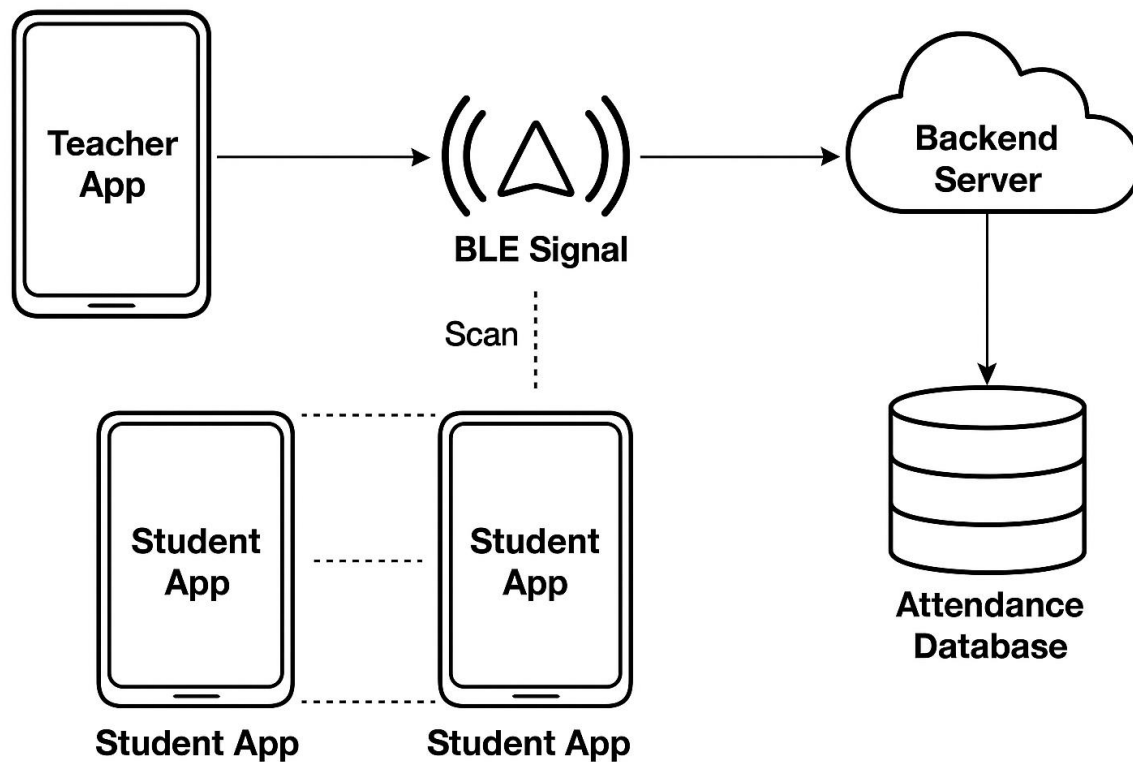 Teacher
App
BLE Signal
Backend
Server
Scan
Student
App
Student App
Student
App
Student App
Attendance
Database